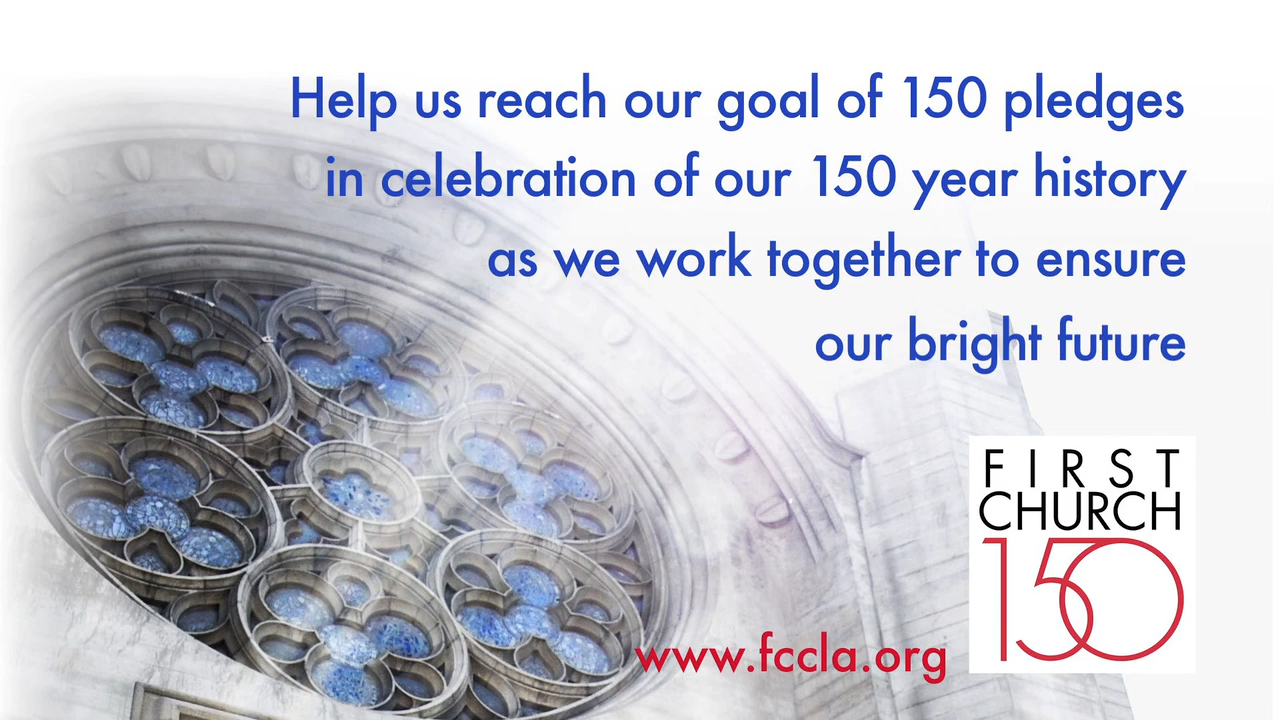 Help us reach our goal of 150 pledges
in celebration of our 150 year history
as we work together to ensure
our bright future
FIRST
CHURCH
150
www.fccla.org